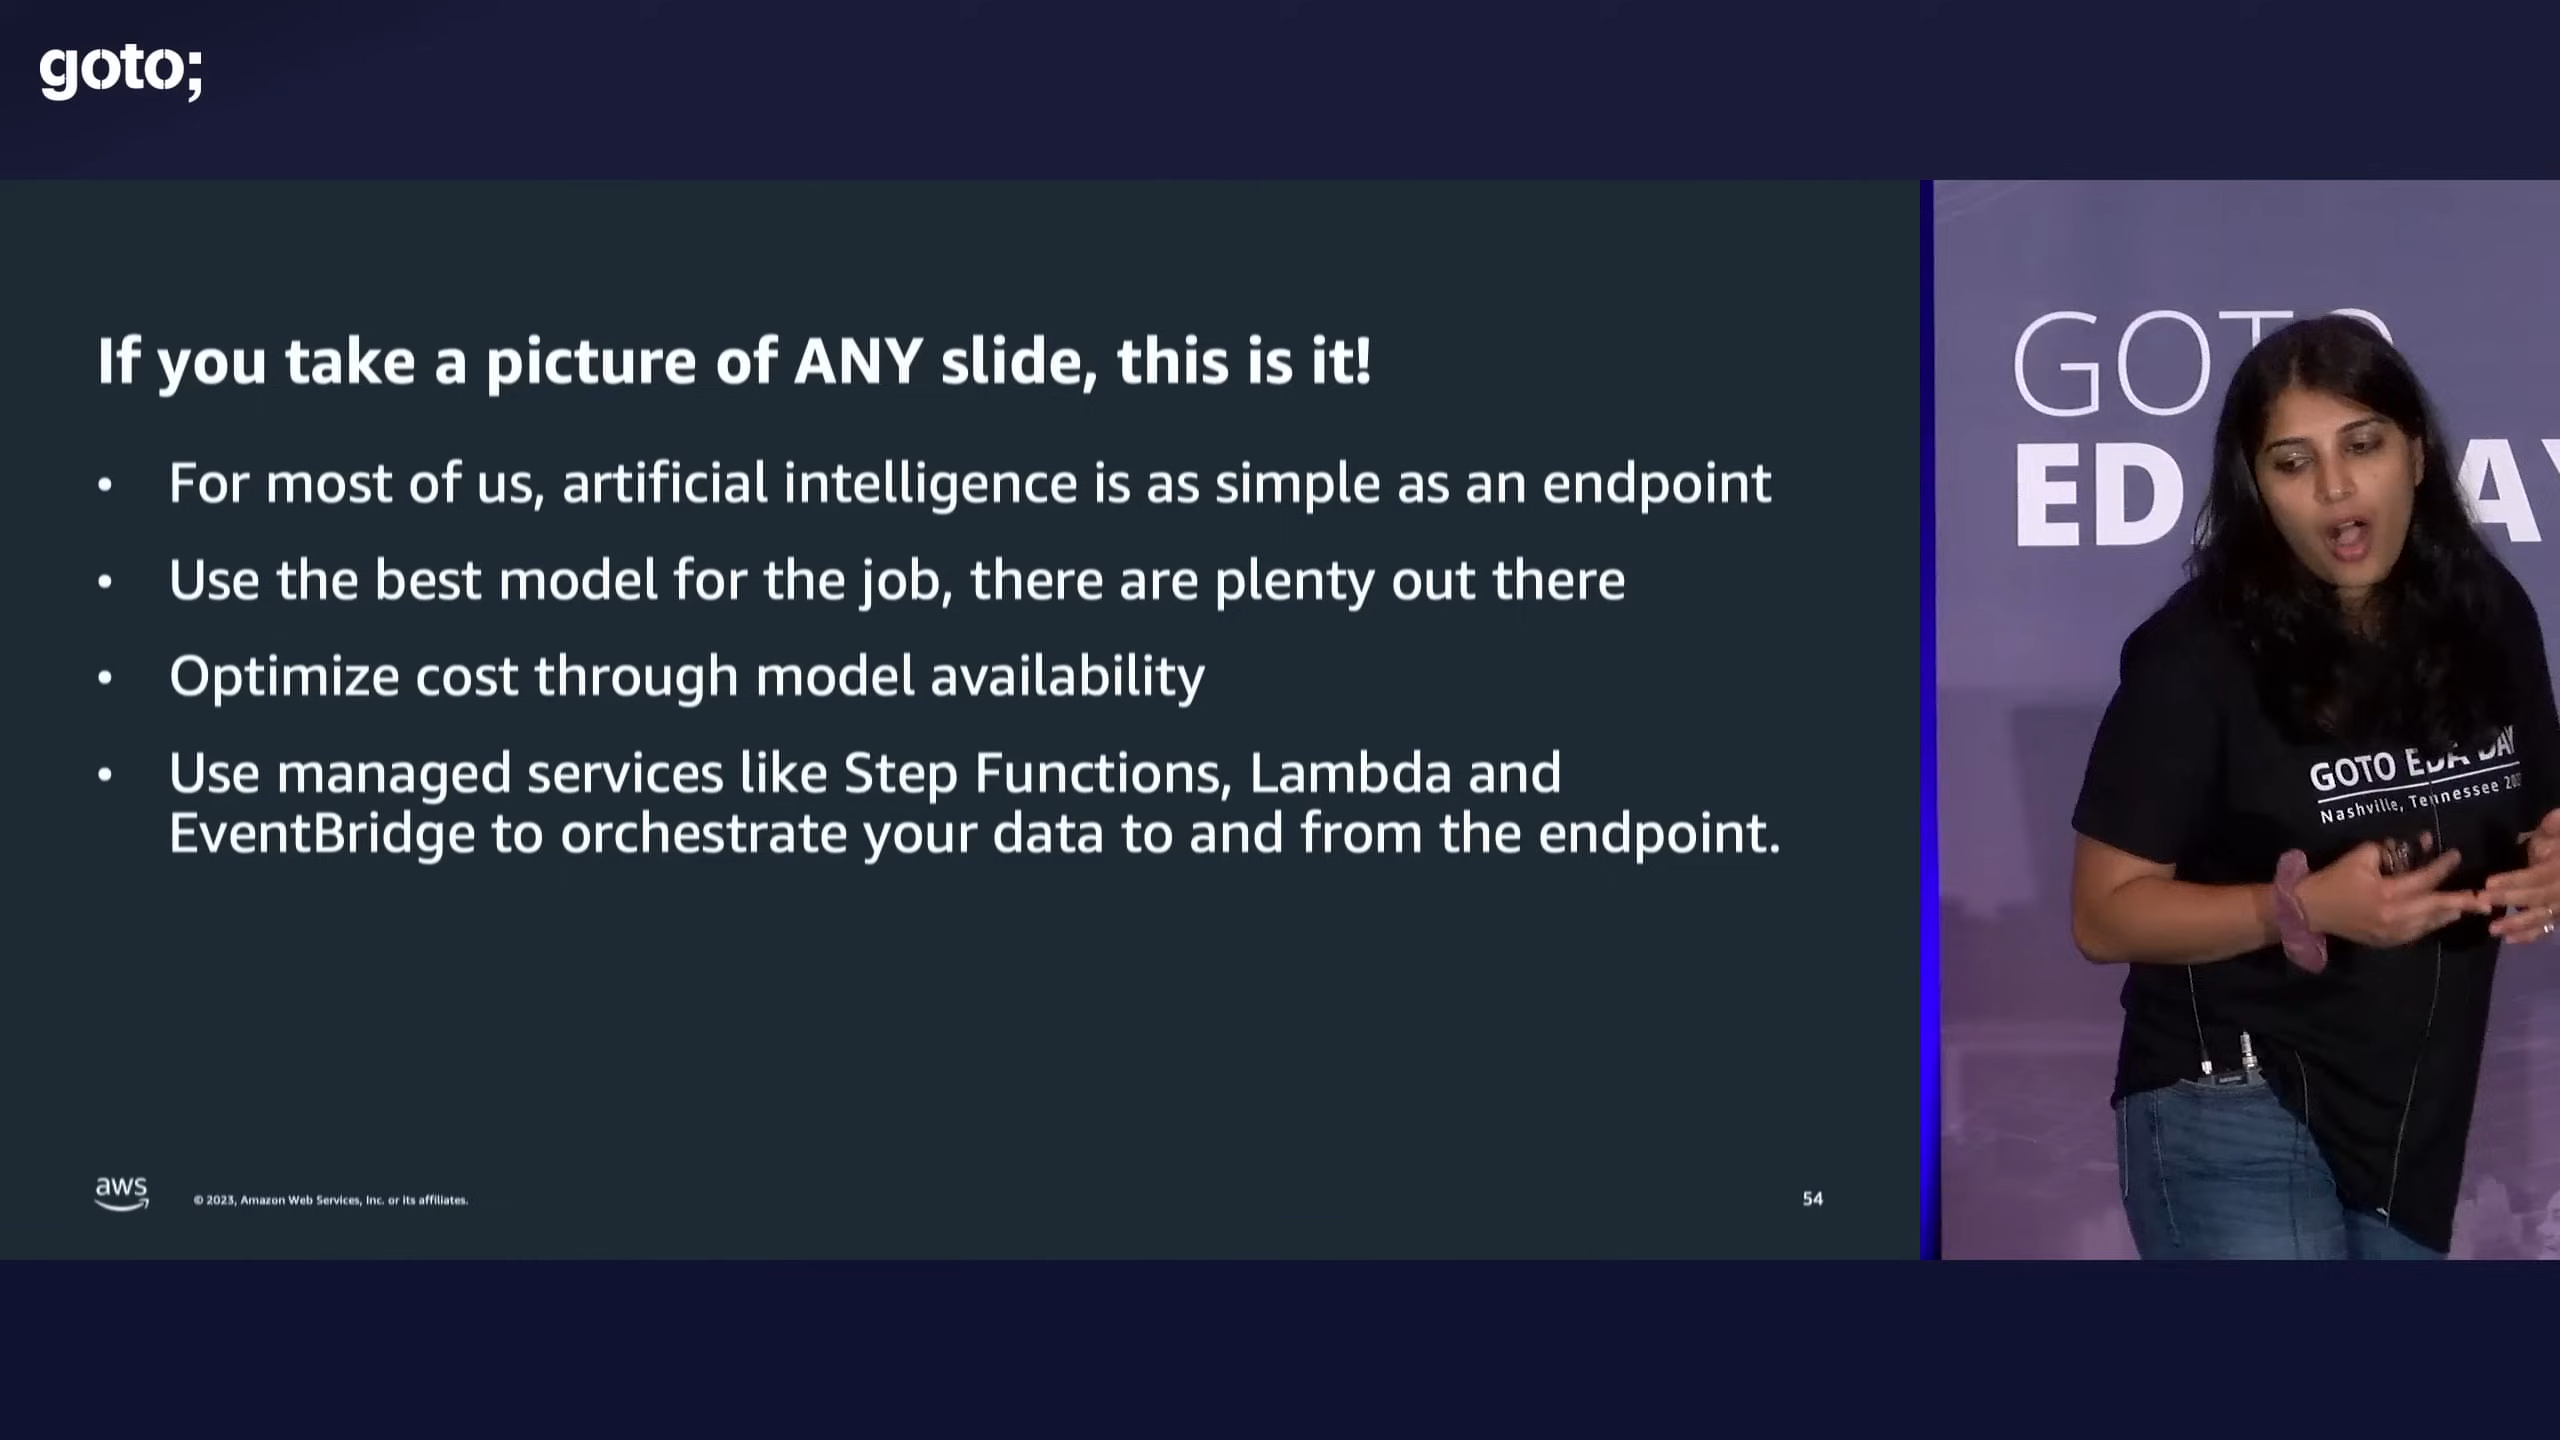 goto;
If you take a picture of ANY slide, this is it!
• For most of us, artificial intelligence is as simple as an endpoint
• Use the best model for the job, there are plenty out there
• Optimize cost through model availability
• Use managed services like Step Functions, Lambda and
EventBridge to orchestrate your data to and from the endpoint.
aws
© 2023, Amazon Web Services, Inc. or its affiliates.
54
GOTO
GOTO EDA DAY
Nashville, Tennessee